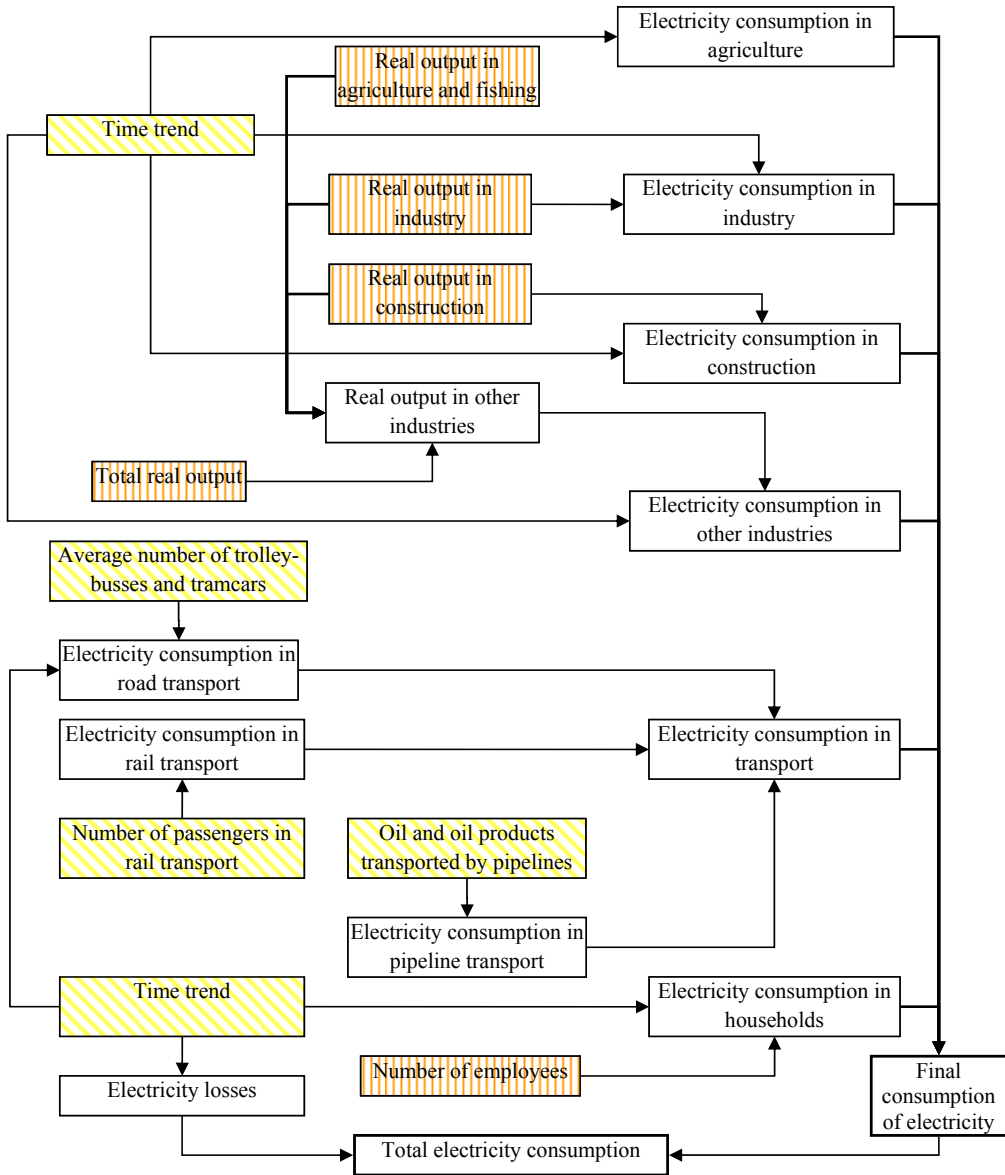 Electricity consumption in
agriculture
Real output in
agriculture and fishing
Time trend
Real output in
industry
Electricity consumption in
industry
Real output in
construction
Electricity consumption in
construction
Real output in other
industries
Total real output
Electricity consumption in
other industries
Average number of trolley-
busses and tramcars
Electricity consumption in
road transport
Electricity consumption in
rail transport
Electricity consumption in
transport
Number of passengers in
rail transport
Oil and oil products
transported by pipelines
Electricity consumption in
pipeline transport
Time trend
Electricity consumption in
households
Number of employees
Final
consumption
of electricity
Electricity losses
Total electricity consumption